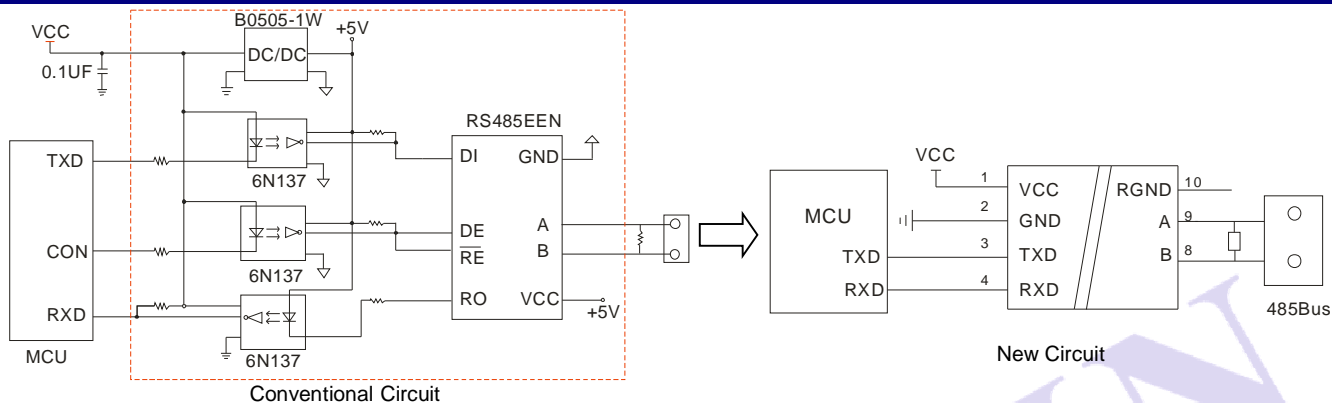 B0505-1W
VCC
+5V
DC/DC
0.1UF
RS485EEN
TXD
DI
GND
6N137
CON
DE
A
RE
B
6N137
RXD
RO
VCC
+5V
MCU
6N137
Conventional Circuit
VCC
1
VCC
RGND
10
MCU
2
GND
A
9
TXD
3
TXD
B
8
RXD
4
RXD
485Bus
New Circuit